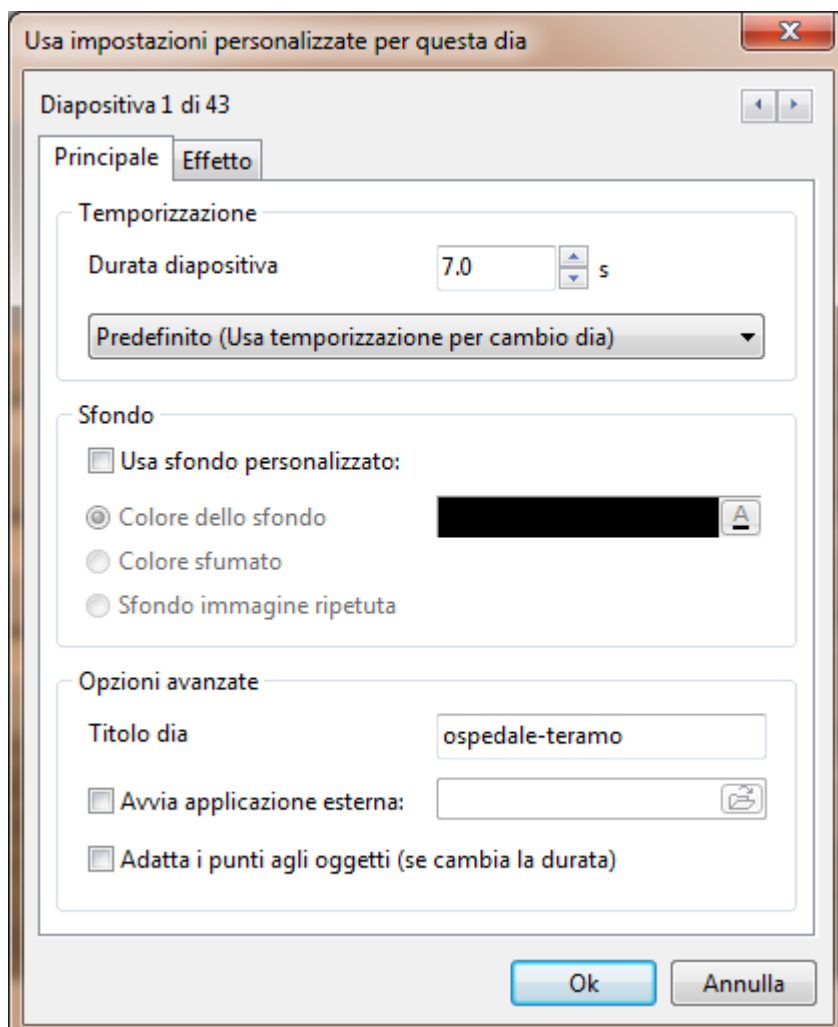 Usa impostazioni personalizzate per questa dia
Diapositiva 1 di 43
Principale Effetto
Temporizzazione
Durata diapositiva 7.0 s
Predefinito (Usa temporizzazione per cambio dia)
Sfondo
Usa sfondo personalizzato:
Colore dello sfondo A
Colore sfumato
Sfondo immagine ripetuta
Opzioni avanzate
Titolo dia ospedale-teramo
Avvia applicazione esterna:
Adatta i punti agli oggetti (se cambia la durata)
Ok Annulla